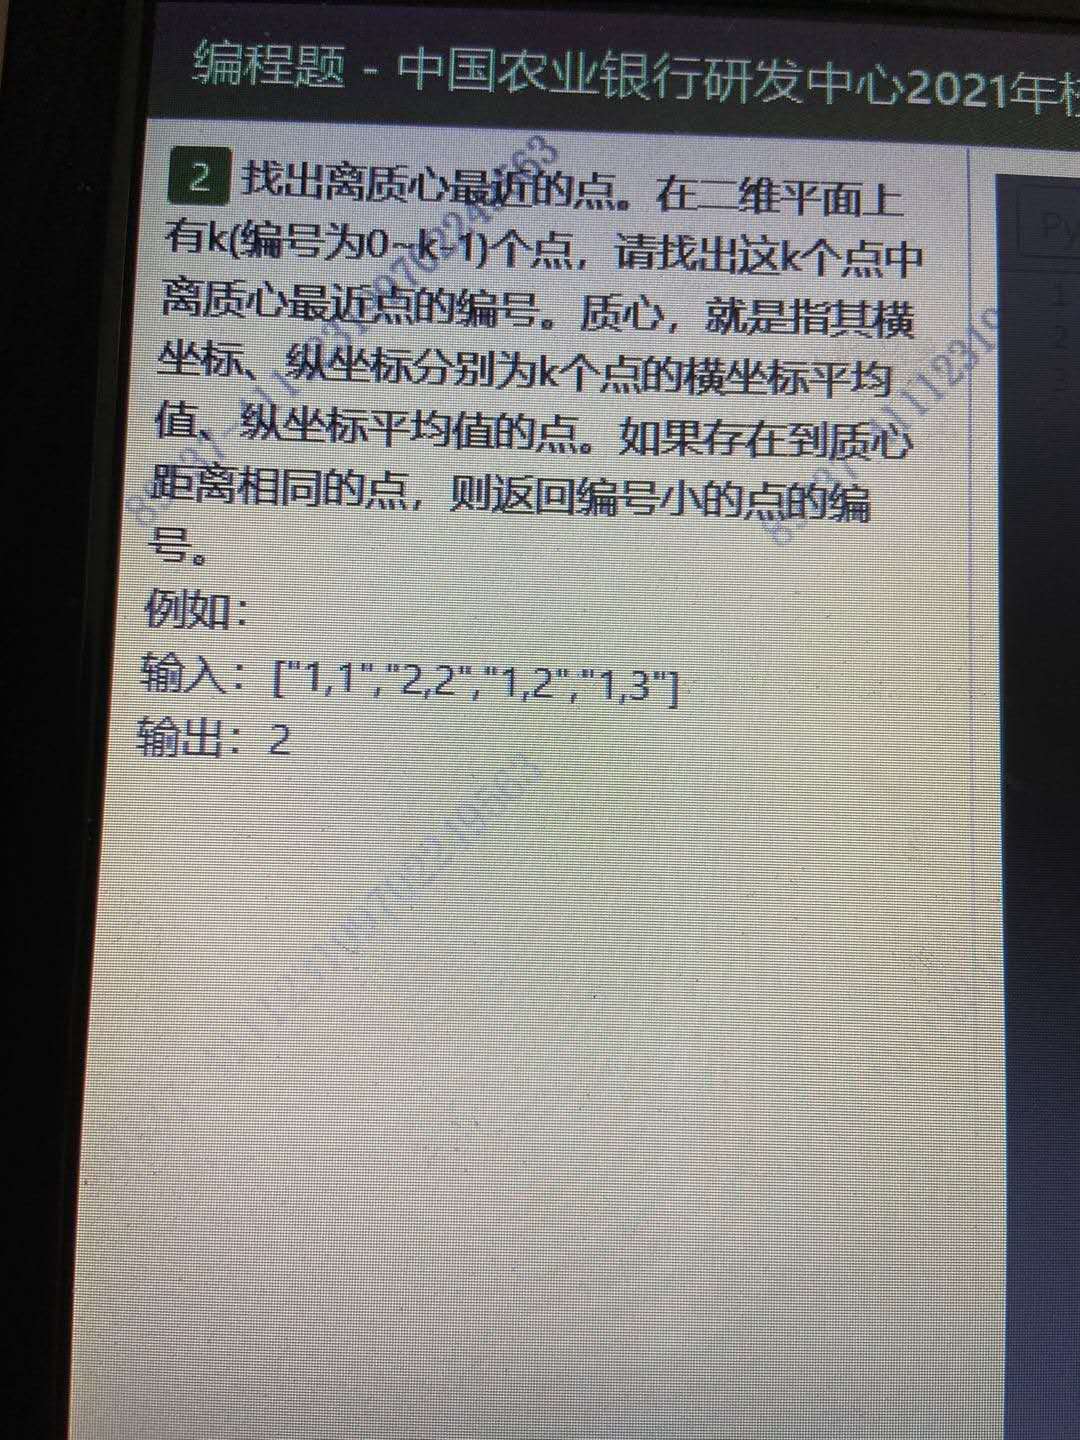 编程题 - 中国农业银行研发中心2021年
2 找出离质心最近的点。在二维平面上
有k(编号为0~k-1)个点，请找出这k个点中
离质心最近点的编号。质心，就是指其横
坐标、纵坐标分别为k个点的横坐标平均
值、纵坐标平均值的点。如果存在到质心
距离相同的点，则返回编号小的点的编
号。
例如：
输入：["1,1","2,2","1,2","1,3"]
输出：2
Py
1
2
3